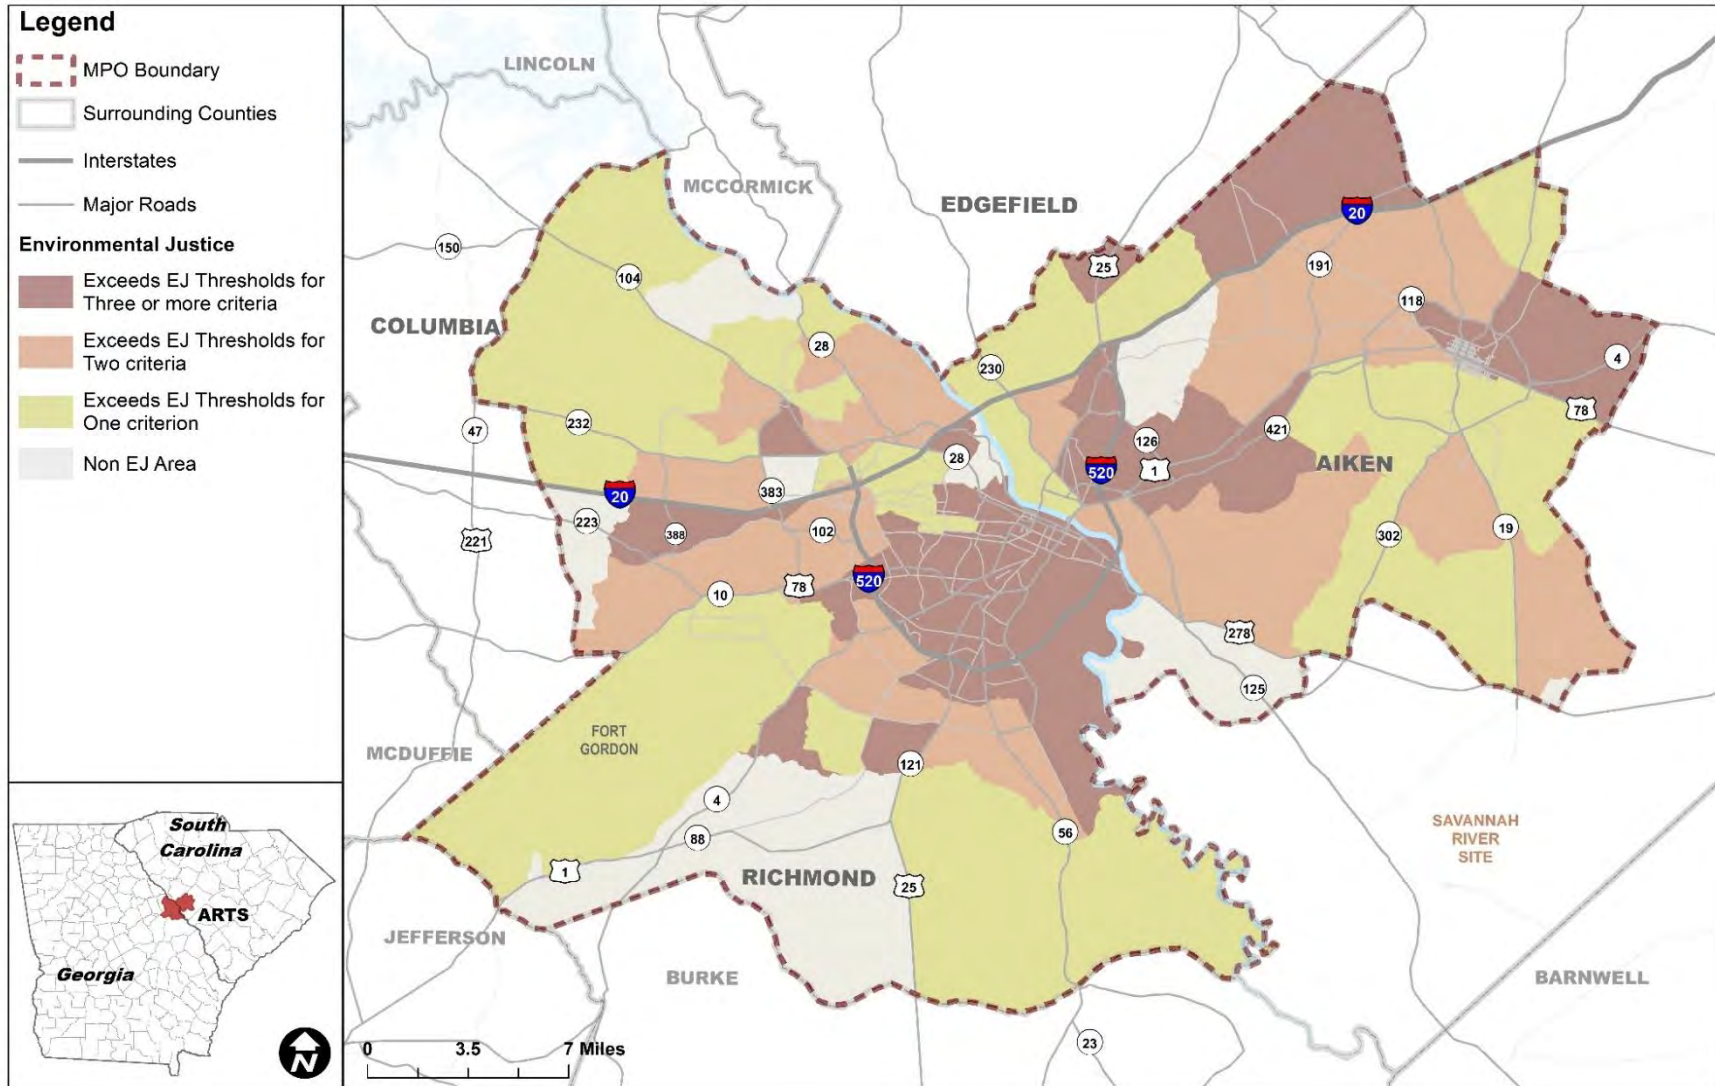 Legend
MPO Boundary
Surrounding Counties
Interstates
Major Roads
Environmental Justice
Exceeds EJ Thresholds for
Three or more criteria
Exceeds EJ Thresholds for
Two criteria
Exceeds EJ Thresholds for
One criterion
Non EJ Area
South
Carolina
ARTS
Georgia
N
LINCOLN
MCCORMICK
EDGEFIELD
20
150
25
191
104
118
COLUMBIA
28
4
230
78
232
47
421
126
28
AIKEN
520
1
383
20
223
19
102
388
302
221
520
78
10
278
125
FORT
GORDON
MCDUFFIE
121
4
SAVANNAH
RIVER
SITE
56
88
1
RICHMOND
25
JEFFERSON
BURKE
BARNWELL
23
0 3.5 7 Miles